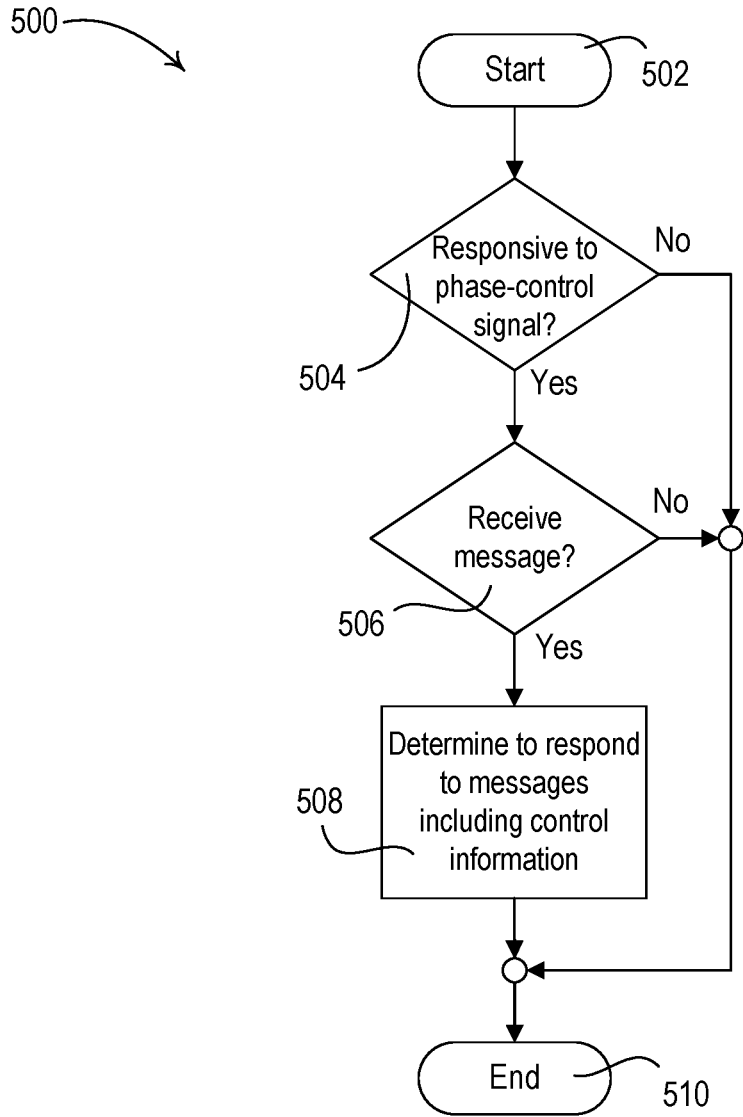 500
Start
502
Responsive to
phase-control
signal?
No
504
Yes
Receive
message?
No
506
Yes
Determine to respond
to messages
including control
information
508
End
510